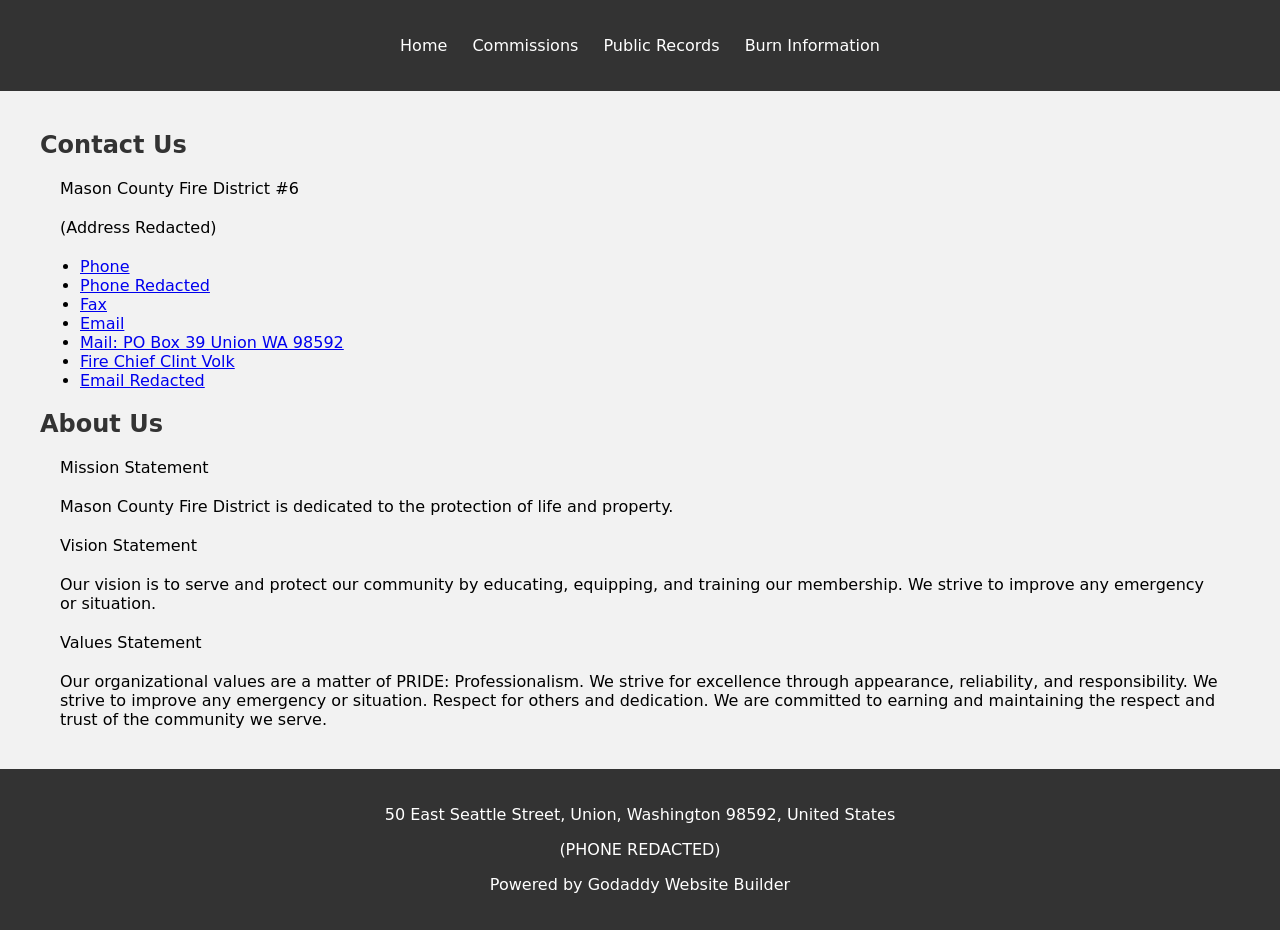 Home Commissions Public Records Burn Information
Contact Us
Mason County Fire District #6
(Address Redacted)
Phone
Phone Redacted
Fax
Email
Mail: PO Box 39 Union WA 98592
Fire Chief Clint Volk
Email Redacted
About Us
Mission Statement
Mason County Fire District is dedicated to the protection of life and property.
Vision Statement
Our vision is to serve and protect our community by educating, equipping, and training our membership. We strive to improve any emergency
or situation.
Values Statement
Our organizational values are a matter of PRIDE: Professionalism. We strive for excellence through appearance, reliability, and responsibility. We
strive to improve any emergency or situation. Respect for others and dedication. We are committed to earning and maintaining the respect and
trust of the community we serve.
50 East Seattle Street, Union, Washington 98592, United States
(PHONE REDACTED)
Powered by Godaddy Website Builder